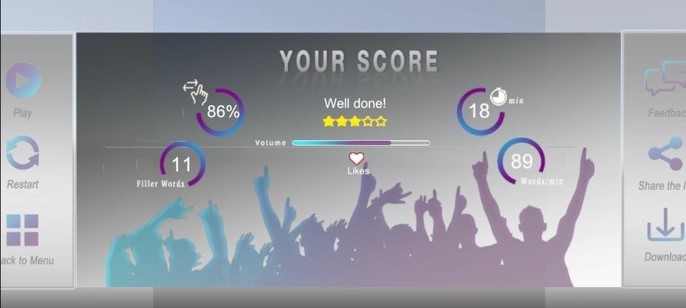 YOUR SCORE
86%
Well done!
18
min
Volume
11
Filler Words
Likes
89
Words/min
Play
Restart
ack to Menu
Feedbac
Share the
Download